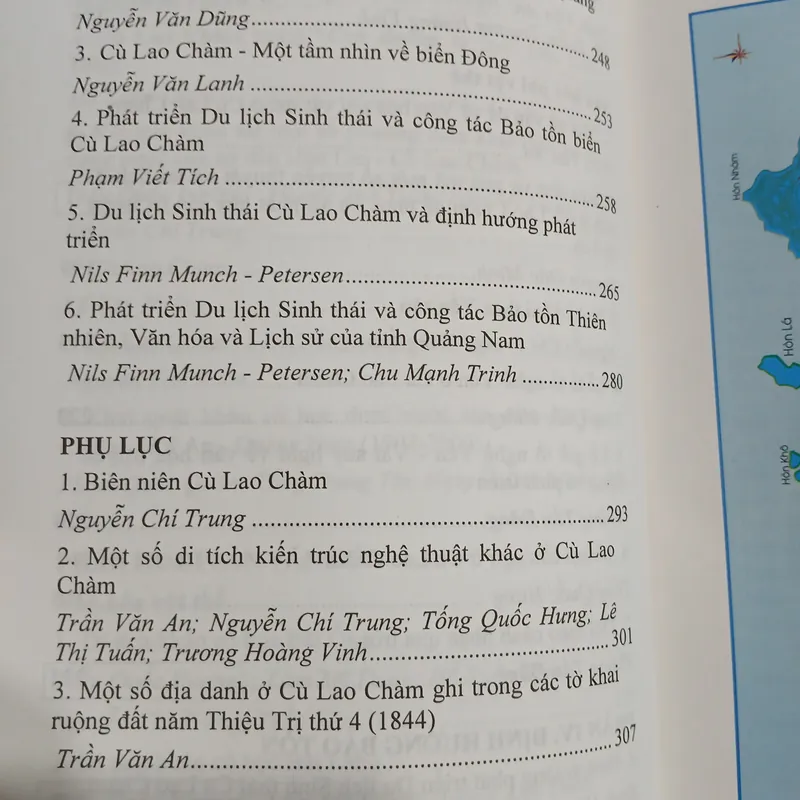 Nguyễn Văn Dũng
248
3. Cù Lao Chàm - Một tầm nhìn về biển Đông
Nguyễn Văn Lanh
253
4. Phát triển Du lịch Sinh thái và công tác Bảo tồn biển
Cù Lao Chàm
Phạm Viết Tích
258
5. Du lịch Sinh thái Cù Lao Chàm và định hướng phát
triển
Nils Finn Munch - Petersen
265
6. Phát triển Du lịch Sinh thái và công tác Bảo tồn Thiên
nhiên, Văn hóa và Lịch sử của tỉnh Quảng Nam
Nils Finn Munch - Petersen; Chu Mạnh Trinh
280
PHỤ LỤC
1. Biên niên Cù Lao Chàm
Nguyễn Chí Trung
293
2. Một số di tích kiến trúc nghệ thuật khác ở Cù Lao
Chàm
Trần Văn An; Nguyễn Chí Trung; Tống Quốc Hưng; Lê
Thị Tuấn; Trương Hoàng Vinh
301
3. Một số địa danh ở Cù Lao Chàm ghi trong các tờ khai
ruộng đất năm Thiệu Trị thứ 4 (1844)
Trần Văn An
307
Hòn Nhờm
Hòn Lá
Hòn Khô